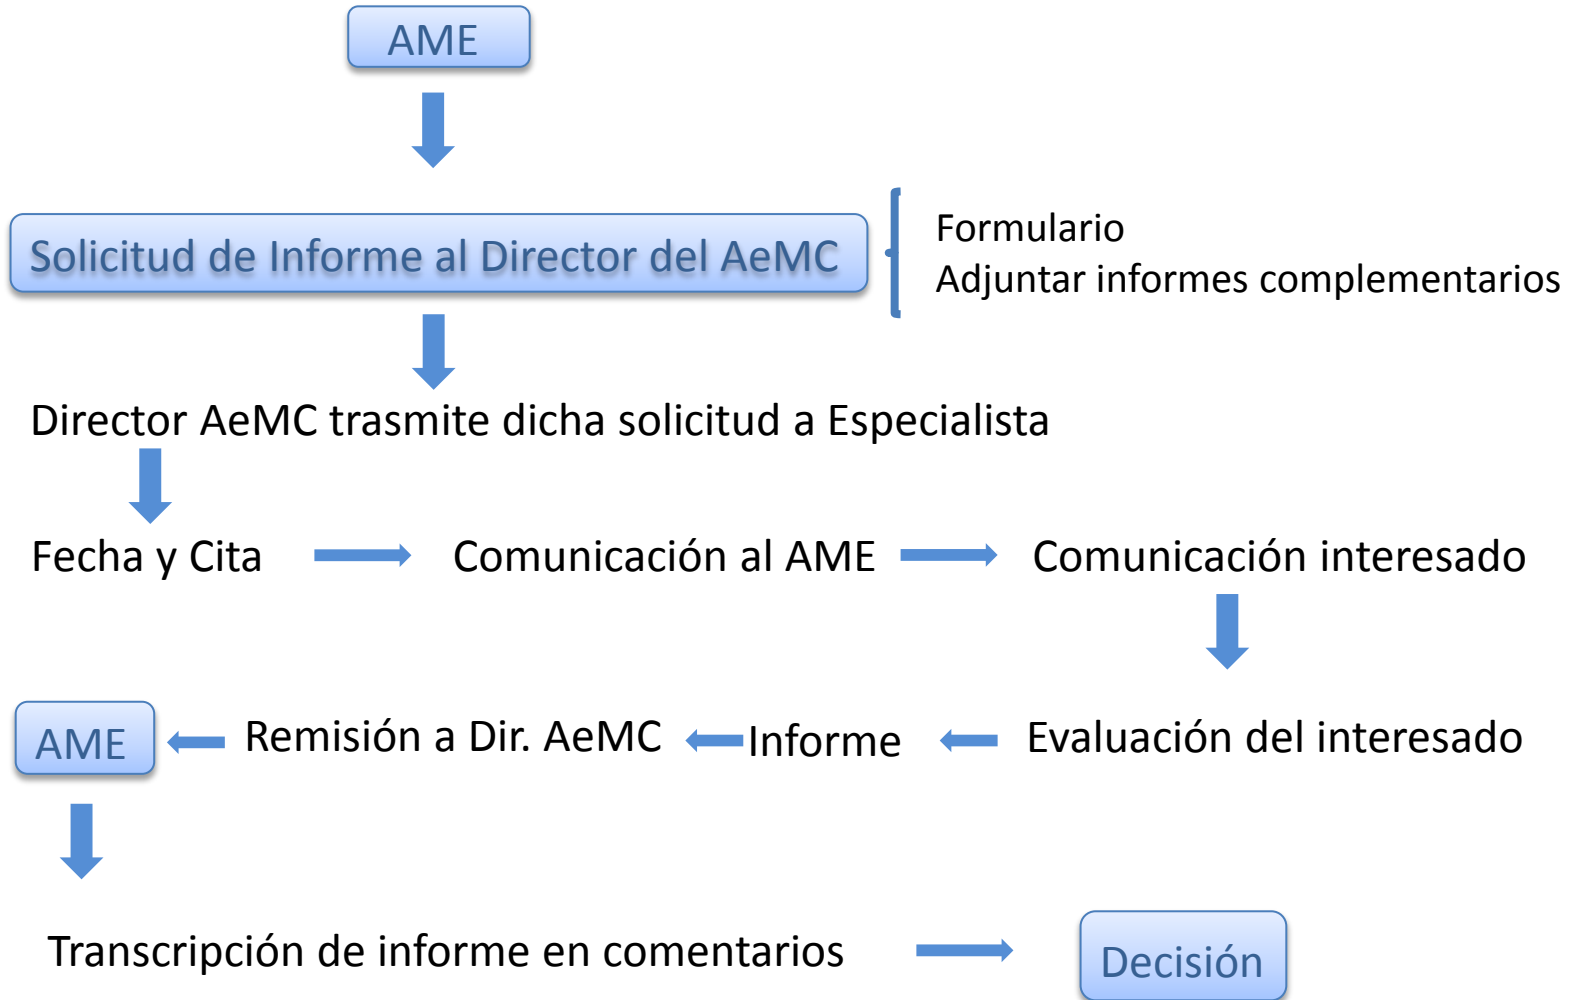 AME
Solicitud de Informe al Director del AeMC
Formulario
Adjuntar informes complementarios
Director AeMC trasmite dicha solicitud a Especialista
Fecha y Cita
Comunicación al AME
Comunicación interesado
Evaluación del interesado
Informe
Remisión a Dir. AeMC
AME
Transcripción de informe en comentarios
Decisión